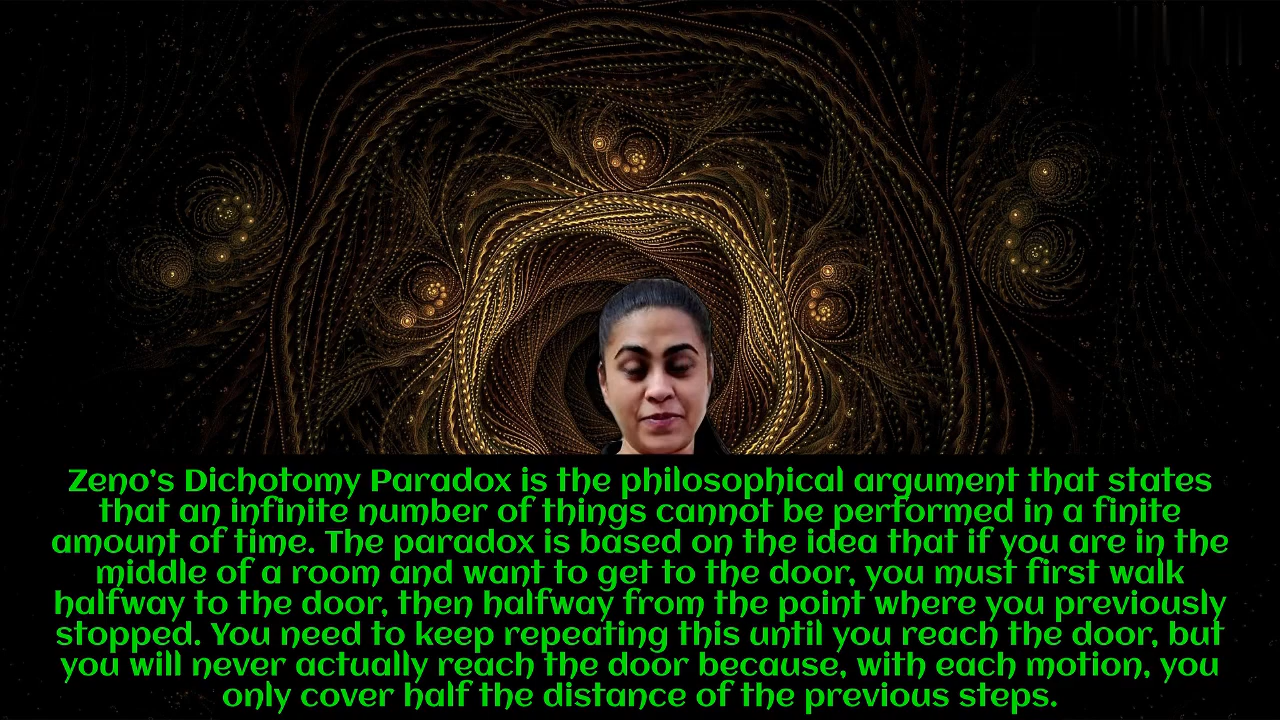 Zeno's Dichotomy Paradox is the philosophical argument that states
that an infinite number of things cannot be performed in a finite
amount of time. The paradox is based on the idea that if you are in the
middle of a room and want to get to the door, you must first walk
halfway to the door, then halfway from the point where you previously
stopped. You need to keep repeating this until you reach the door, but
you will never actually reach the door because, with each motion, you
only cover half the distance of the previous steps.